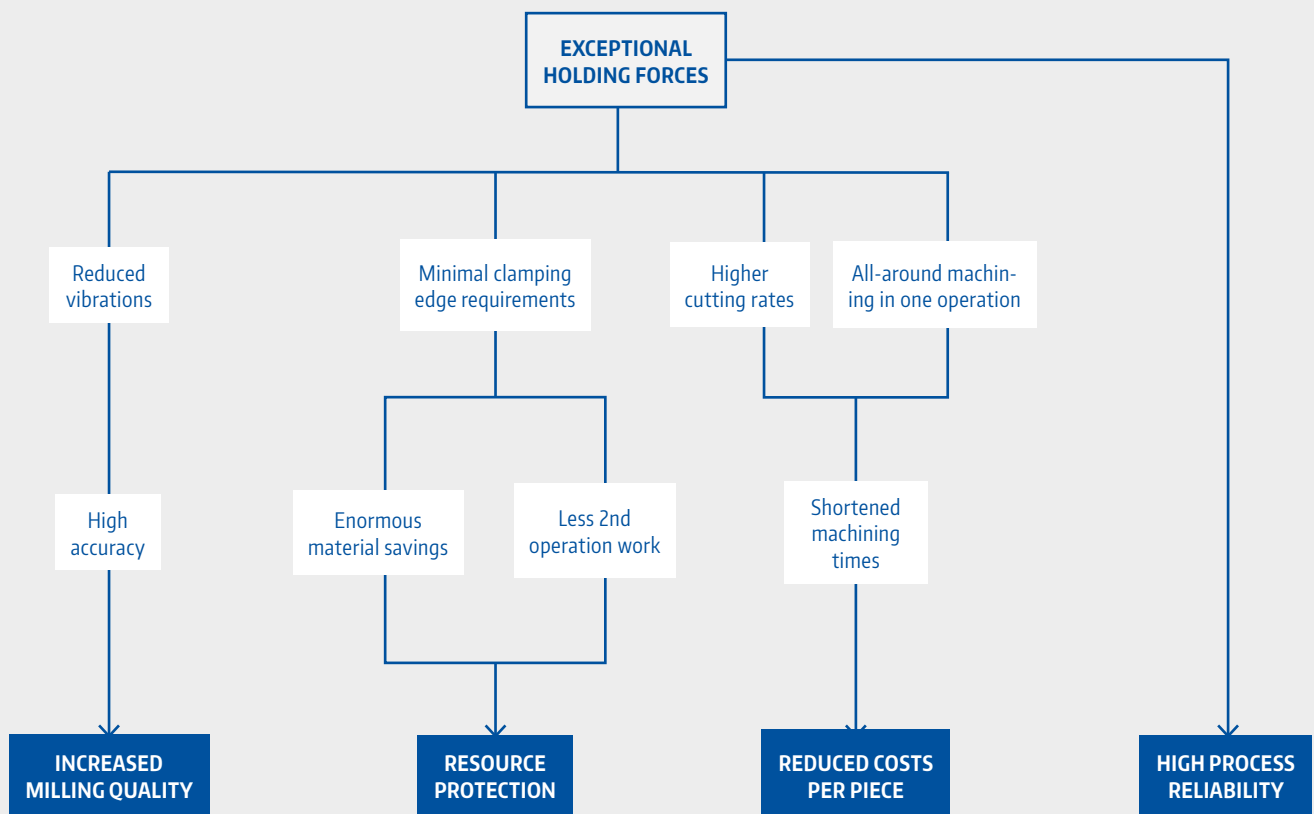 EXCEPTIONAL
HOLDING FORCES
Reduced
vibrations
Minimal clamping
edge requirements
Higher
cutting rates
All-around machin-
ing in one operation
High
accuracy
Enormous
material savings
Less 2nd
operation work
Shortened
machining
times
INCREASED
MILLING QUALITY
RESOURCE
PROTECTION
REDUCED COSTS
PER PIECE
HIGH PROCESS
RELIABILITY